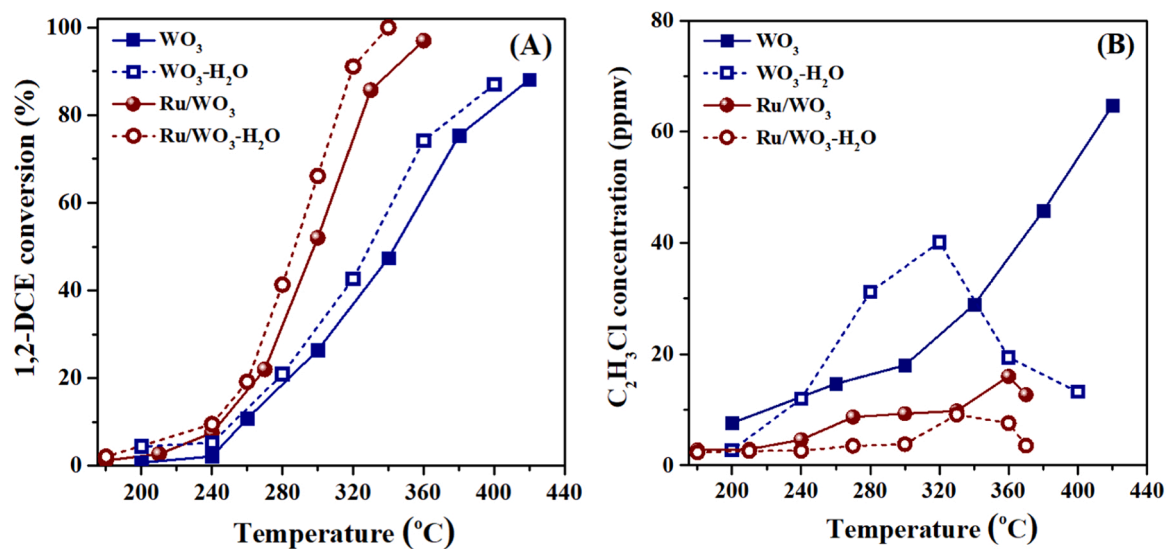 (A)
WO₃
WO₃-H₂O
Ru/WO₃
Ru/WO₃-H₂O
100
80
60
40
20
0
1,2-DCE conversion (%)
200 240 280 320 360 400 440
Temperature (°C)
(B)
WO₃
WO₃-H₂O
Ru/WO₃
Ru/WO₃-H₂O
80
60
40
20
0
C₂H₃Cl concentration (ppmv)
200 240 280 320 360 400 440
Temperature (°C)